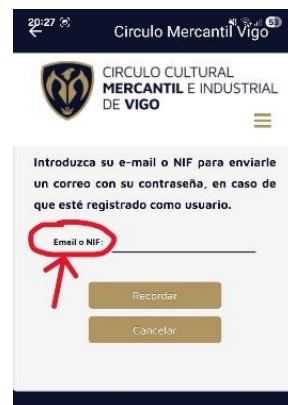 20:27
Circulo Mercantil Vigo
CIRCULO CULTURAL
MERCANTIL E INDUSTRIAL
DE VIGO
Introduzca su e-mail o NIF para enviarle
un correo con su contraseña, en caso de
que esté registrado como usuario.
Email o NIF:
Recordar
Cancelar